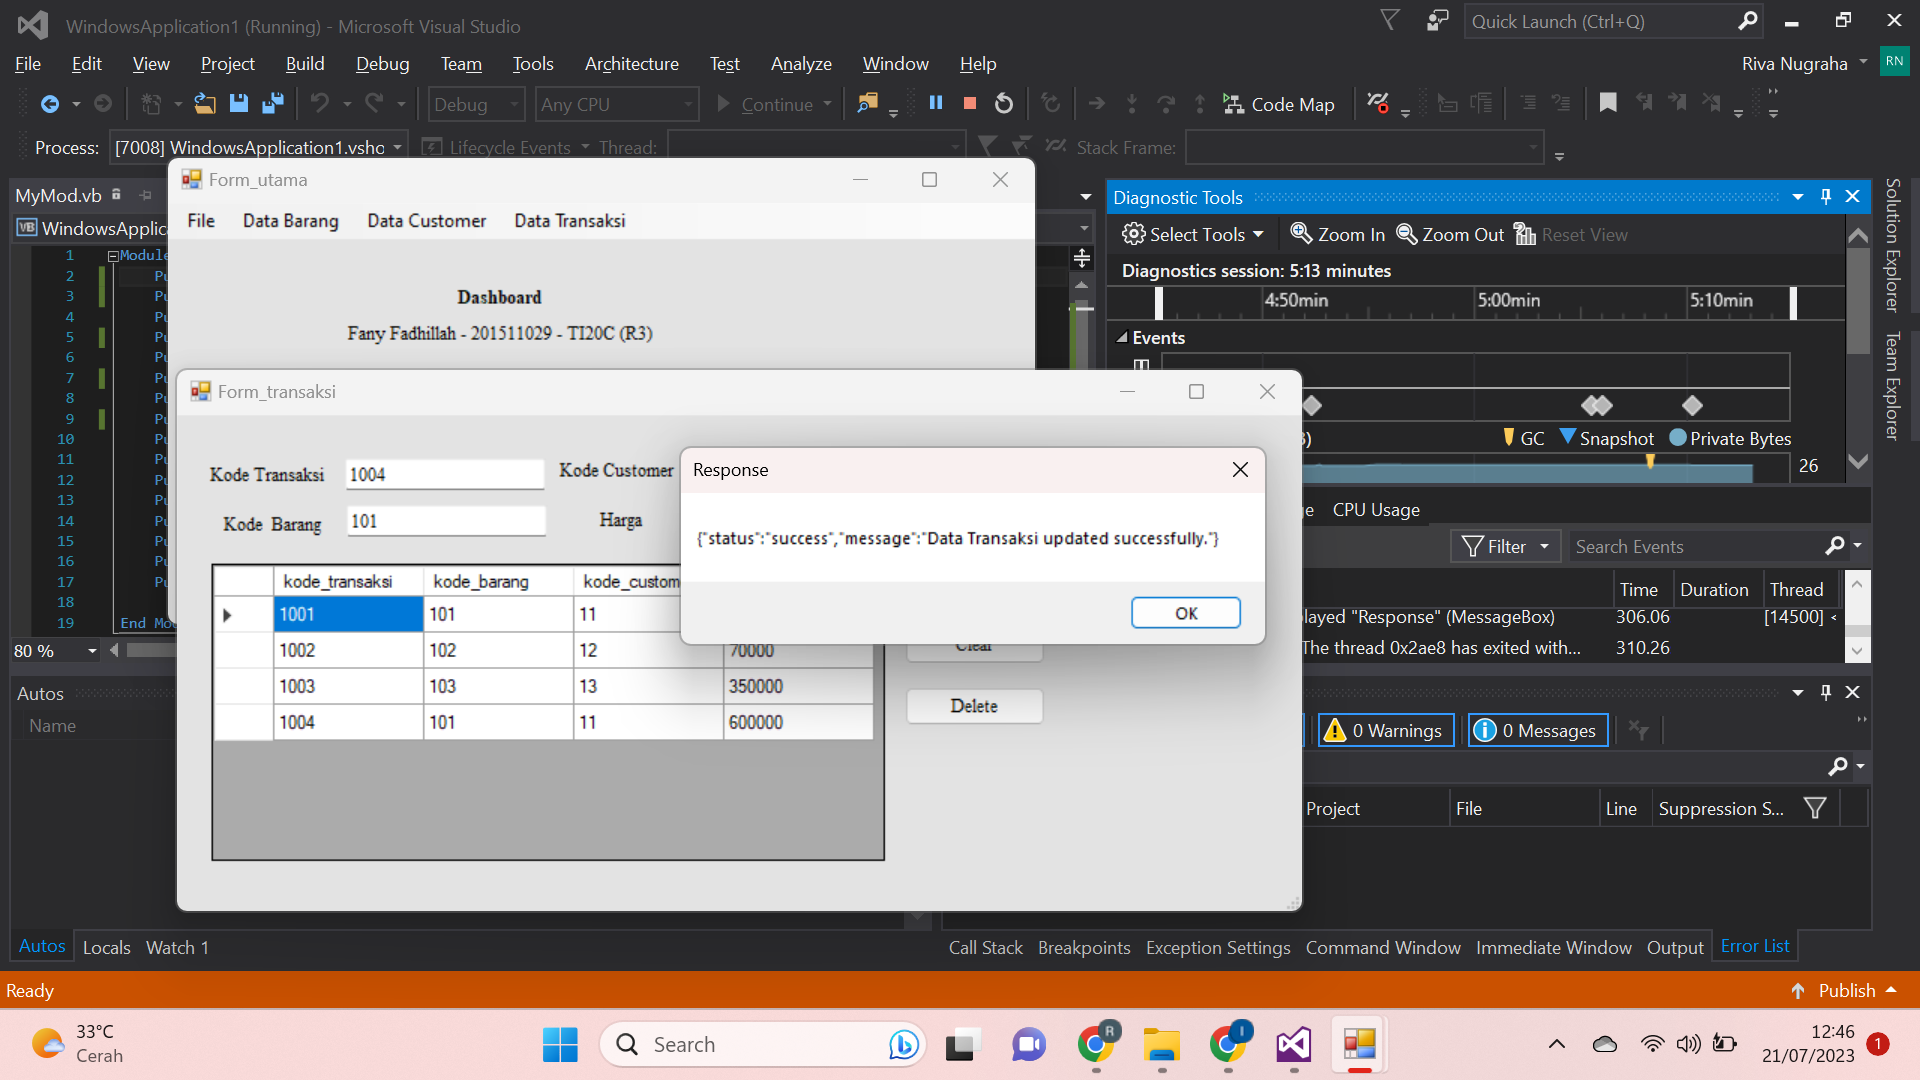 WindowsApplication1 (Running) - Microsoft Visual Studio
Quick Launch (Ctrl+Q)
File Edit View Project Build Debug Team Tools Architecture Test Analyze Window Help
Riva Nugraha RN
Debug Any CPU Continue Code Map
Process: [7008] WindowsApplication1.vsho Lifecycle Events Thread: Stack Frame:
MyMod.vb
VB WindowsApplic
1 Module
2 Pu
3 Pu
4 Pu
5 Pu
6 Pu
7 Pu
8 Pu
9 Pu
10 Pu
11 Pu
12 Pu
13 Pu
14 Pu
15 Pu
16 Pu
17 Pu
18
19 End Mod
80 %
Form_utama
File Data Barang Data Customer Data Transaksi
Dashboard
Fany Fadhillah - 201511029 - TI20C (R3)
Form_transaksi
Kode Transaksi 1004 Kode Customer
Kode Barang 101 Harga
kode_transaksi kode_barang kode_custom
1001 101 11
1002 102 12 70000
1003 103 13 350000
1004 101 11 600000
Clear
Delete
Response
{"status":"success","message":"Data Transaksi updated successfully."}
OK
Diagnostic Tools
Select Tools Zoom In Zoom Out Reset View
Diagnostics session: 5:13 minutes
4:50min 5:00min 5:10min
Events
GC Snapshot Private Bytes
26
CPU Usage
Filter Search Events
Time Duration Thread
layed "Response" (MessageBox) 306.06 [14500] <
The thread 0x2ae8 has exited with... 310.26
0 Warnings 0 Messages
Project File Line Suppression S...
Solution Explorer
Team Explorer
Autos
Name
Autos Locals Watch 1
Call Stack Breakpoints Exception Settings Command Window Immediate Window Output Error List
Ready
Publish
33°C
Cerah
Search
R
I
12:46
21/07/2023
1